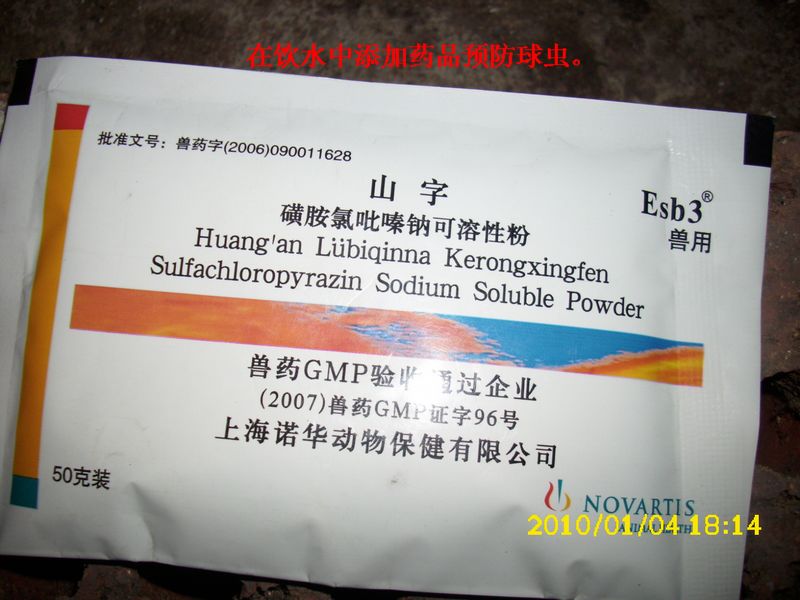 在饮水中添加药品预防球虫。
批准文号：兽药字(2006)090011628
山 字
Esb3®
兽用
磺胺氯吡嗪钠可溶性粉
Huang'an Lübiqinna Kerongxingfen
Sulfachloropyrazin Sodium Soluble Powder
兽药GMP验收通过企业
(2007)兽药GMP证字96号
上海诺华动物保健有限公司
50克装
NOVARTIS
ANIMAL HEALTH
2010/01/04 18:14